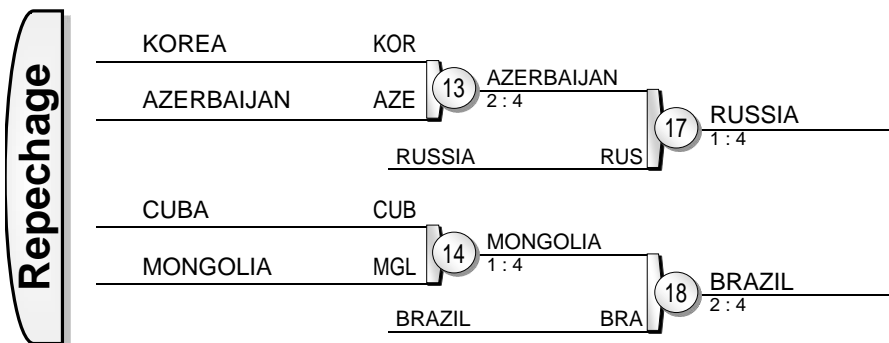 Repechage
KOREA KOR
AZERBAIJAN AZE
13
AZERBAIJAN
2 : 4
RUSSIA RUS
17
RUSSIA
1 : 4
CUBA CUB
MONGOLIA MGL
14
MONGOLIA
1 : 4
BRAZIL BRA
18
BRAZIL
2 : 4